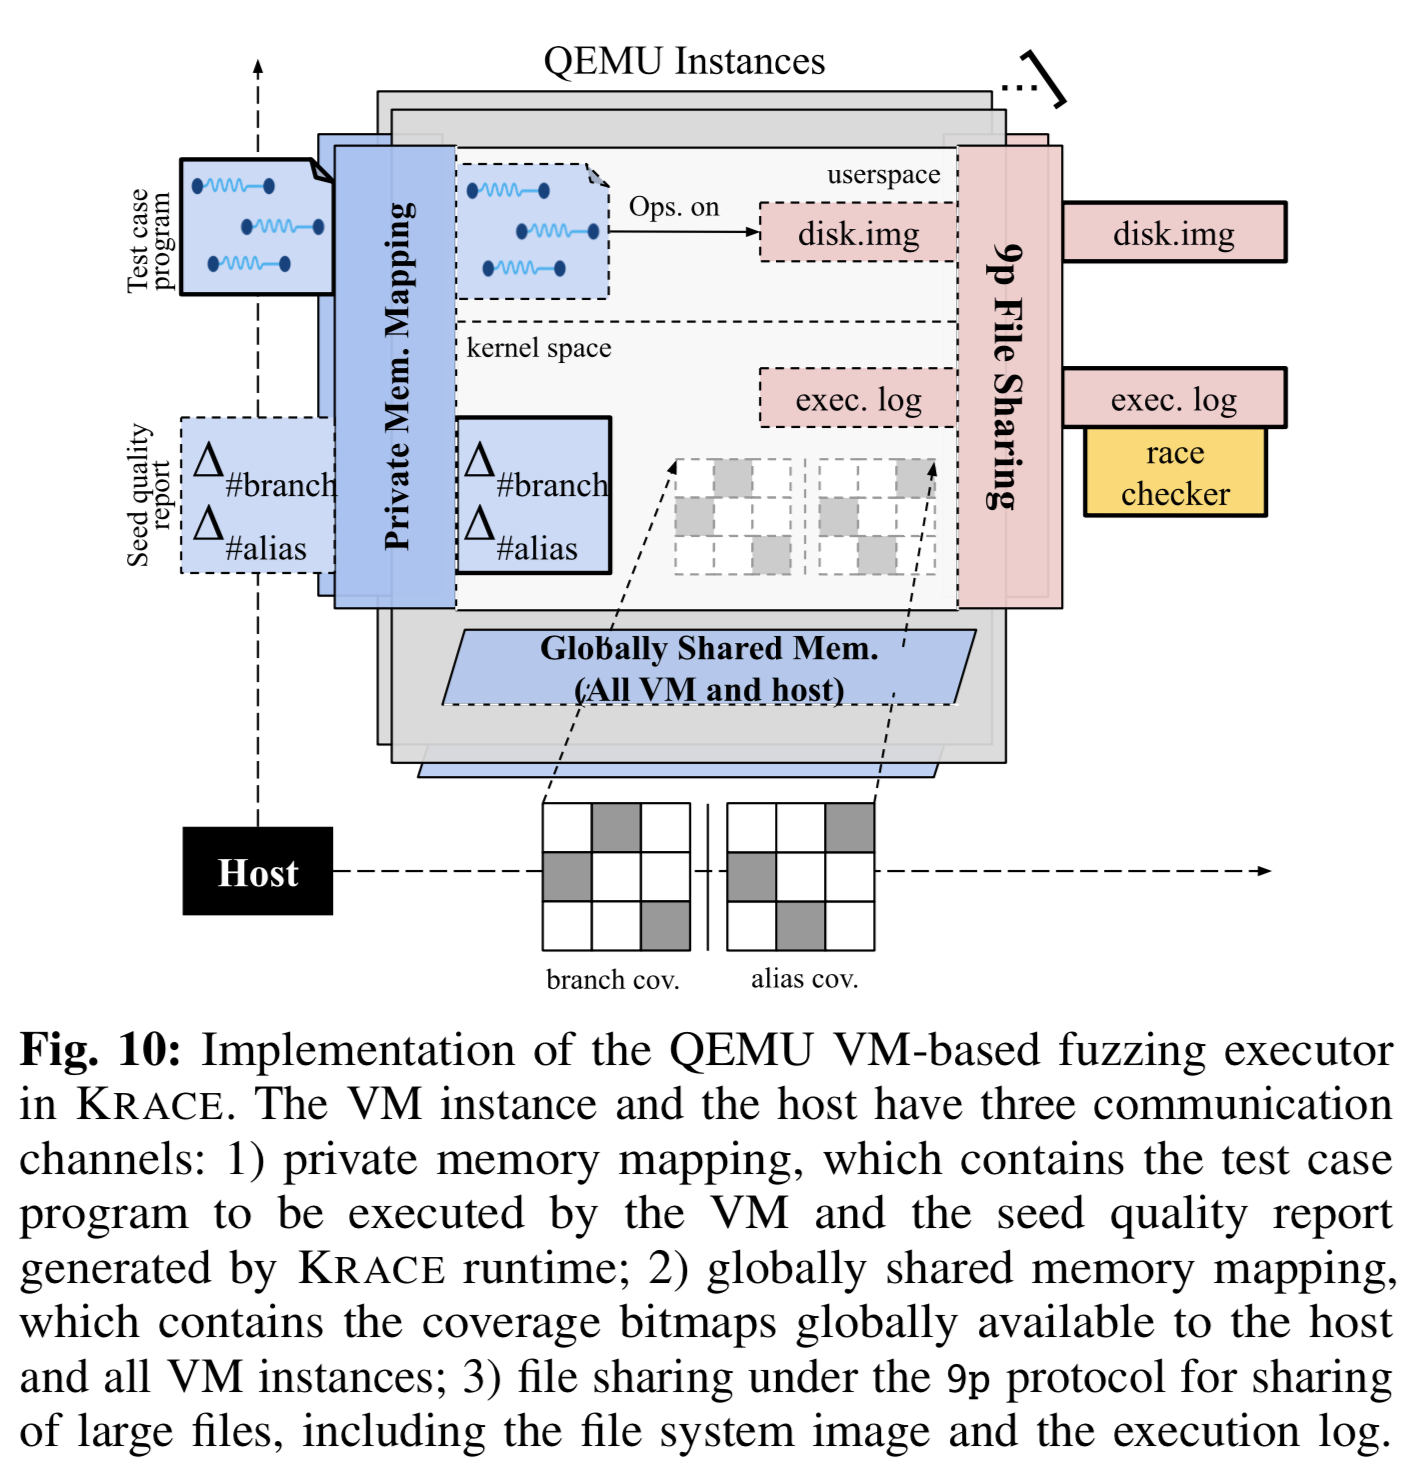 QEMU Instances
...]
Test case
program
Private Mem. Mapping
userspace
Ops. on
disk.img
9p File Sharing
disk.img
kernel space
exec. log
exec. log
race
checker
Seed quality
report
Δ#branch
Δ#alias
Δ#branch
Δ#alias
Globally Shared Mem.
(All VM and host)
Host
branch cov.
alias cov.
Fig. 10: Implementation of the QEMU VM-based fuzzing executor
in KRACE. The VM instance and the host have three communication
channels: 1) private memory mapping, which contains the test case
program to be executed by the VM and the seed quality report
generated by KRACE runtime; 2) globally shared memory mapping,
which contains the coverage bitmaps globally available to the host
and all VM instances; 3) file sharing under the 9p protocol for sharing
of large files, including the file system image and the execution log.